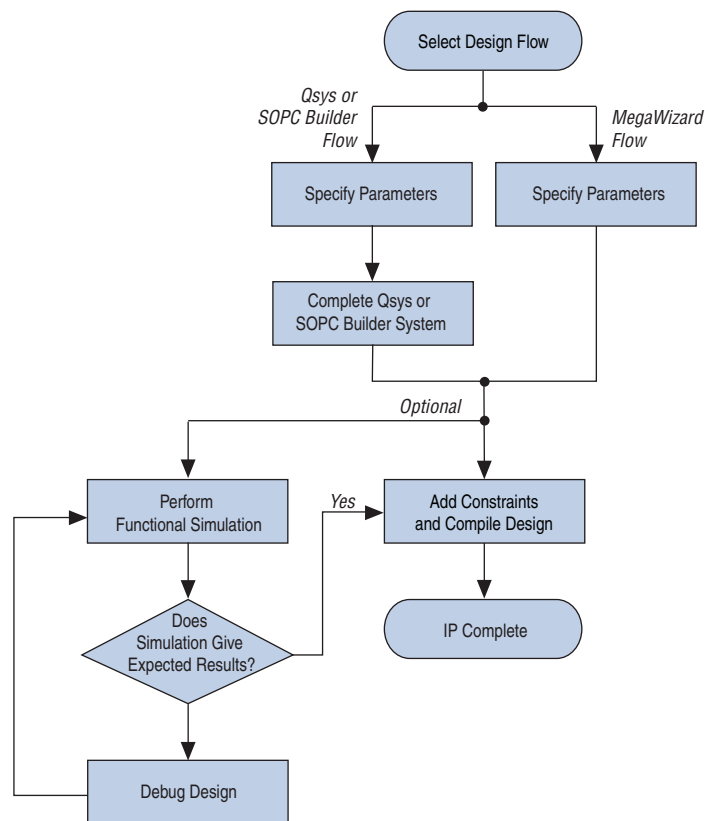 Select Design Flow
Qsys or
SOPC Builder
Flow
MegaWizard
Flow
Specify Parameters
Specify Parameters
Complete Qsys or
SOPC Builder System
Optional
Perform
Functional Simulation
Yes
Add Constraints
and Compile Design
Does
Simulation Give
Expected Results?
IP Complete
Debug Design